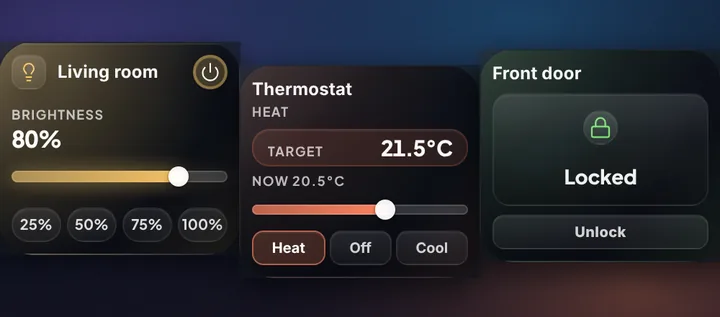 Living room
BRIGHTNESS
80%
25% 50% 75% 100%
Thermostat
HEAT
TARGET 21.5°C
NOW 20.5°C
Heat Off Cool
Front door
Locked
Unlock